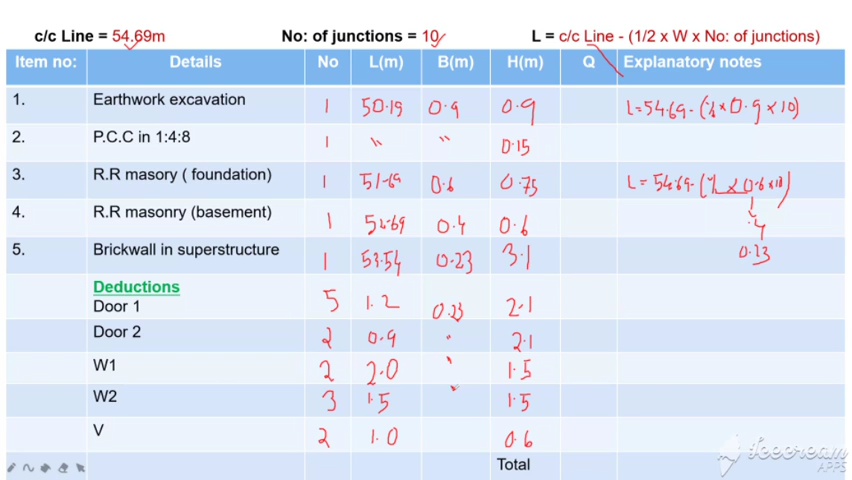 c/c Line = 54.69m No: of junctions = 10 L = c/c Line - (1/2 x W x No: of junctions)
Item no: Details No L(m) B(m) H(m) Q Explanatory notes
1. Earthwork excavation 1 50.19 0.9 0.9 L=54.69-(½×0.9×10)
2. P.C.C in 1:4:8 1 " " 0.15
3. R.R masory ( foundation) 1 51.69 0.6 0.75 L=54.69-(½×0.6×10)
.4
4. R.R masonry (basement) 1 0.4 0.6
0.23
5. Brickwall in superstructure 1 53.54 0.23 3.1
Deductions
Door 1 5 1.2 0.23 2.1
Door 2 2 0.9 " 2.1
W1 2 2.0 " 1.5
W2 3 1.5 " 1.5
V 2 1.0 0.6
Total
Icecream
APPS